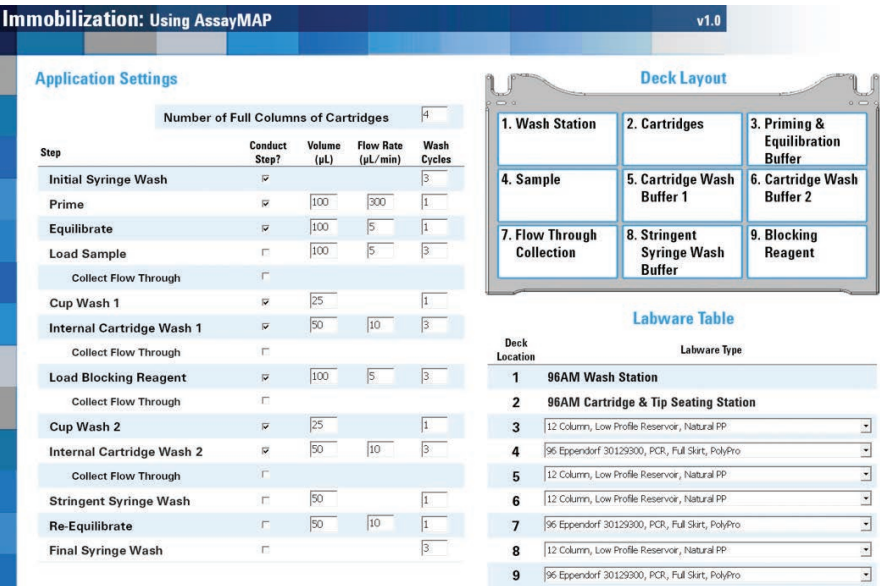 Immobilization: Using AssayMAP v1.0
Application Settings
Number of Full Columns of Cartridges 4
Step Conduct Step? Volume (µL) Flow Rate (µL/min) Wash Cycles
Initial Syringe Wash 3
Prime 100 300 1
Equilibrate 100 5 1
Load Sample 100 5 3
Collect Flow Through
Cup Wash 1 25 1
Internal Cartridge Wash 1 50 10 3
Collect Flow Through
Load Blocking Reagent 100 5 3
Collect Flow Through
Cup Wash 2 25 1
Internal Cartridge Wash 2 50 10 3
Collect Flow Through
Stringent Syringe Wash 50 1
Re-Equilibrate 50 10 1
Final Syringe Wash 3
Deck Layout
1. Wash Station
2. Cartridges
3. Priming &
Equilibration
Buffer
4. Sample
5. Cartridge Wash
Buffer 1
6. Cartridge Wash
Buffer 2
7. Flow Through
Collection
8. Stringent
Syringe Wash
Buffer
9. Blocking
Reagent
Labware Table
Deck Location Labware Type
1 96AM Wash Station
2 96AM Cartridge & Tip Seating Station
3 12 Column, Low Profile Reservoir, Natural PP
4 96 Eppendorf 30129300, PCR, Full Skirt, PolyPro
5 12 Column, Low Profile Reservoir, Natural PP
6 12 Column, Low Profile Reservoir, Natural PP
7 96 Eppendorf 30129300, PCR, Full Skirt, PolyPro
8 12 Column, Low Profile Reservoir, Natural PP
9 96 Eppendorf 30129300, PCR, Full Skirt, PolyPro